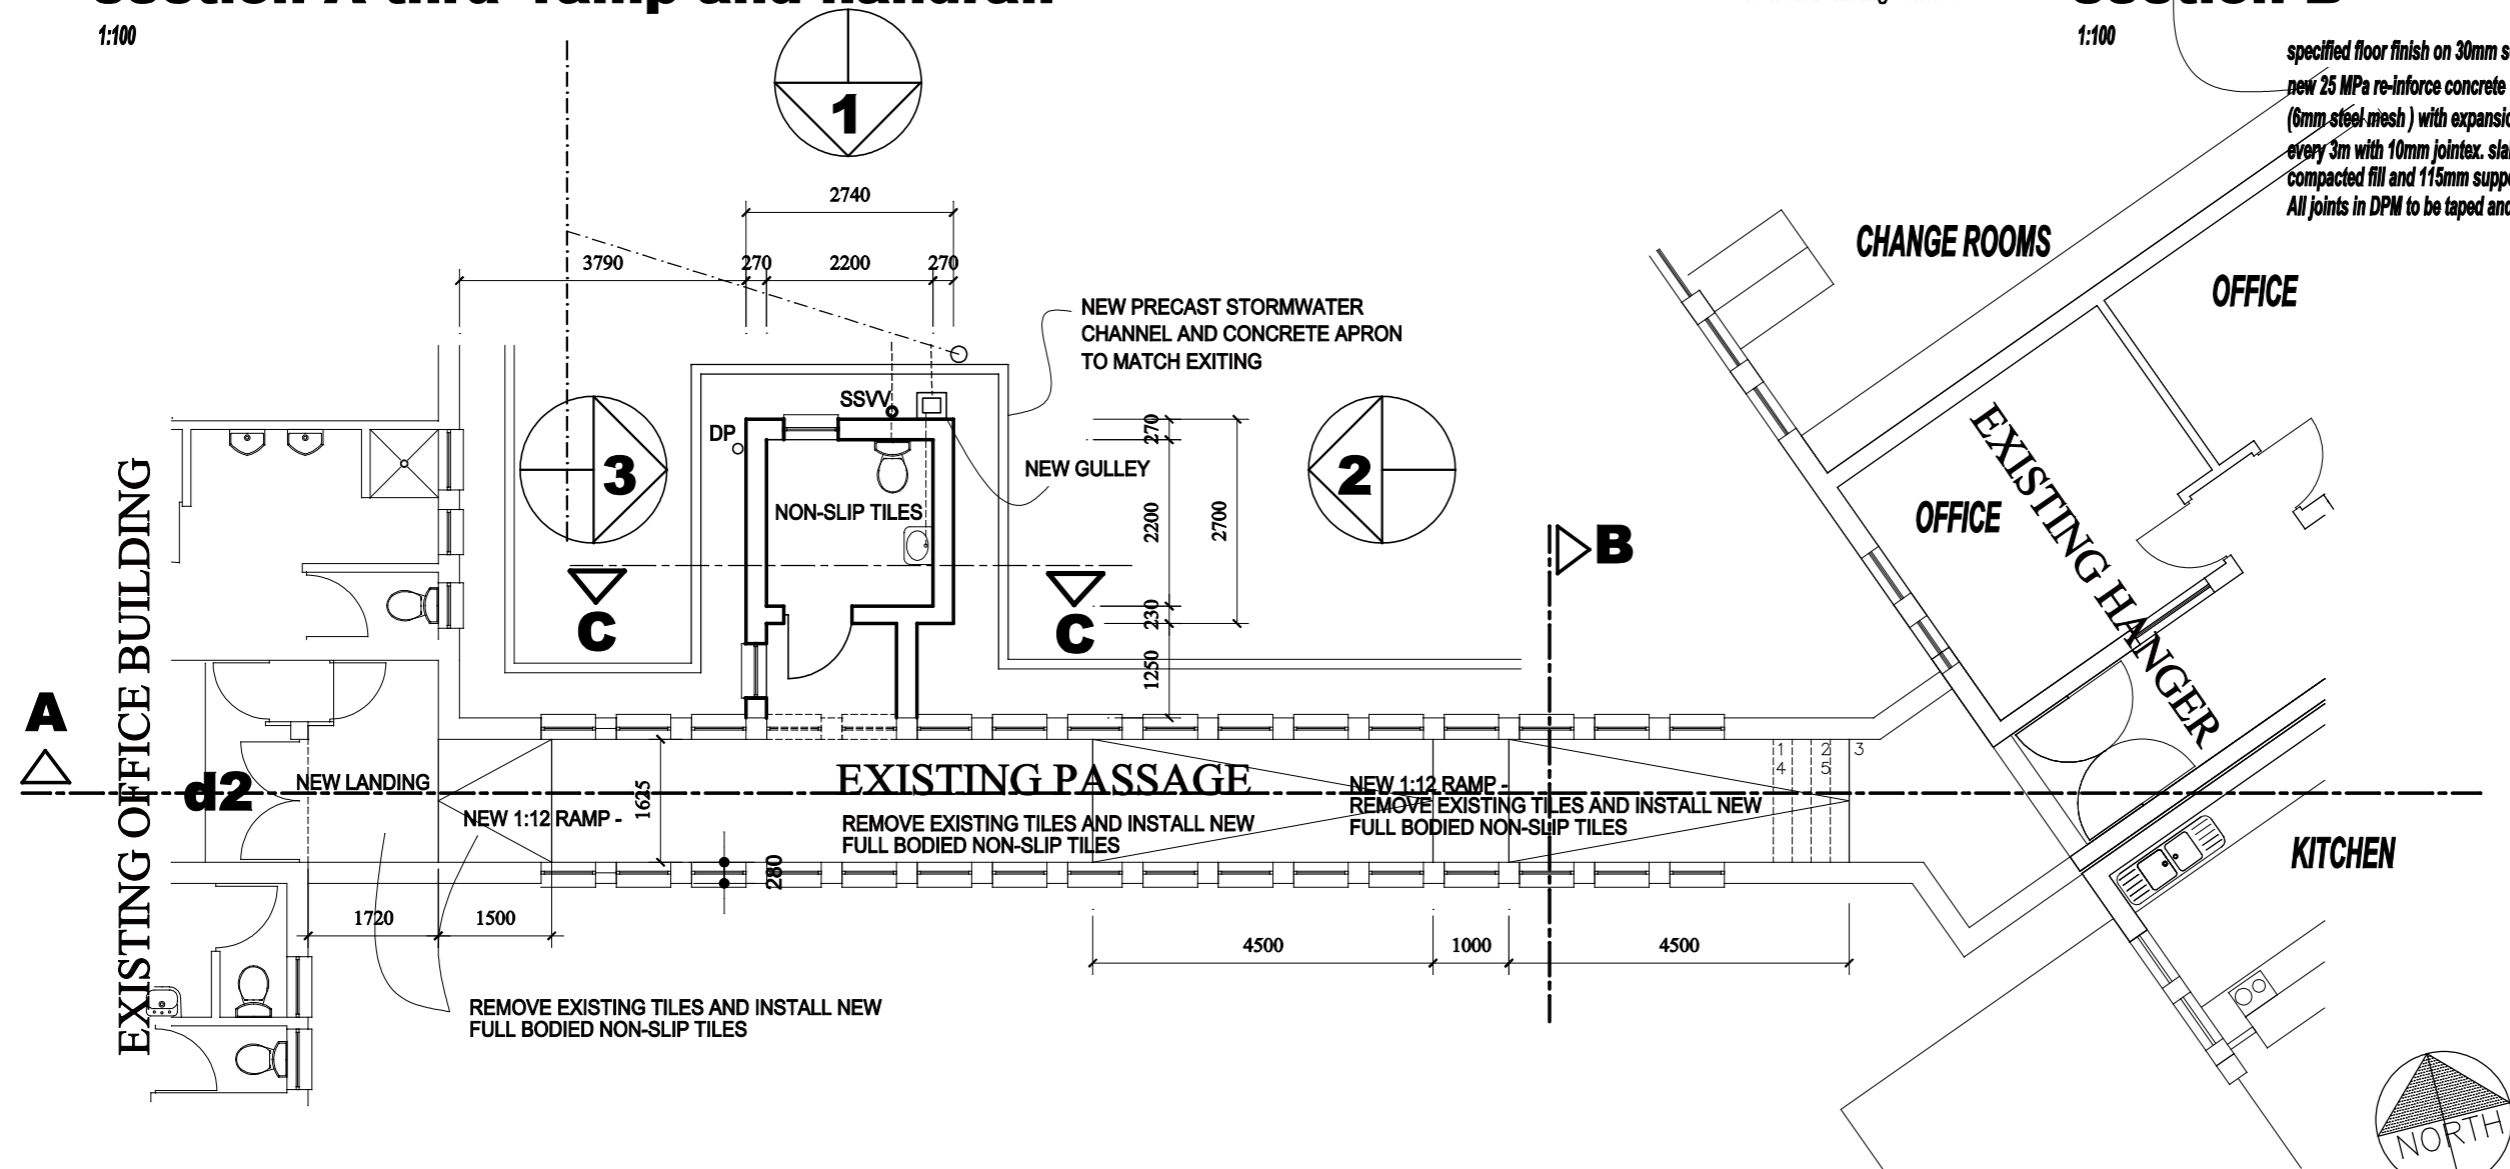 section A thru' ramp and handrail
section B
1:100
1:100
specified floor finish on 30mm
new 25 MPa re-inforce concrete
(6mm steel mesh ) with
every 3m with 10mm jointex.
compacted fill and 115mm
All joints in DPM to be taped
1
2740
3790
270
2200
270
CHANGE ROOMS
OFFICE
NEW PRECAST STORMWATER
CHANNEL AND CONCRETE APRON
TO MATCH EXITING
SSVV
DP
3
NEW GULLEY
2
NON-SLIP TILES
270
2200
2700
230
1250
OFFICE
EXISTING HANGER
B
C
C
EXISTING OFFICE BUILDING
A
d2
NEW LANDING
NEW 1:12 RAMP -
1625
EXISTING PASSAGE
REMOVE EXISTING TILES AND INSTALL NEW
FULL BODIED NON-SLIP TILES
NEW 1:12 RAMP -
REMOVE EXISTING TILES AND INSTALL NEW
FULL BODIED NON-SLIP TILES
1 2 3
4 5
KITCHEN
280
1720
1500
4500
1000
4500
REMOVE EXISTING TILES AND INSTALL NEW
FULL BODIED NON-SLIP TILES
NORTH